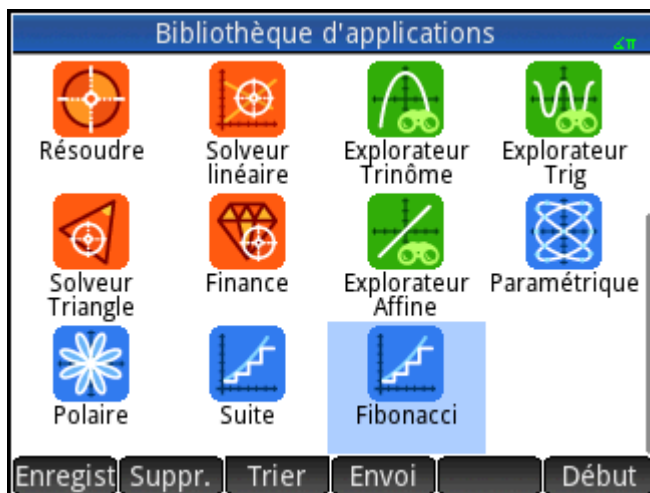 Bibliothèque d'applications
∡π
Résoudre
Solveur
linéaire
Explorateur
Trinôme
Explorateur
Trig
Solveur
Triangle
Finance
Explorateur
Affine
Paramétrique
Polaire
Suite
Fibonacci
Enregist Suppr. Trier Envoi Début